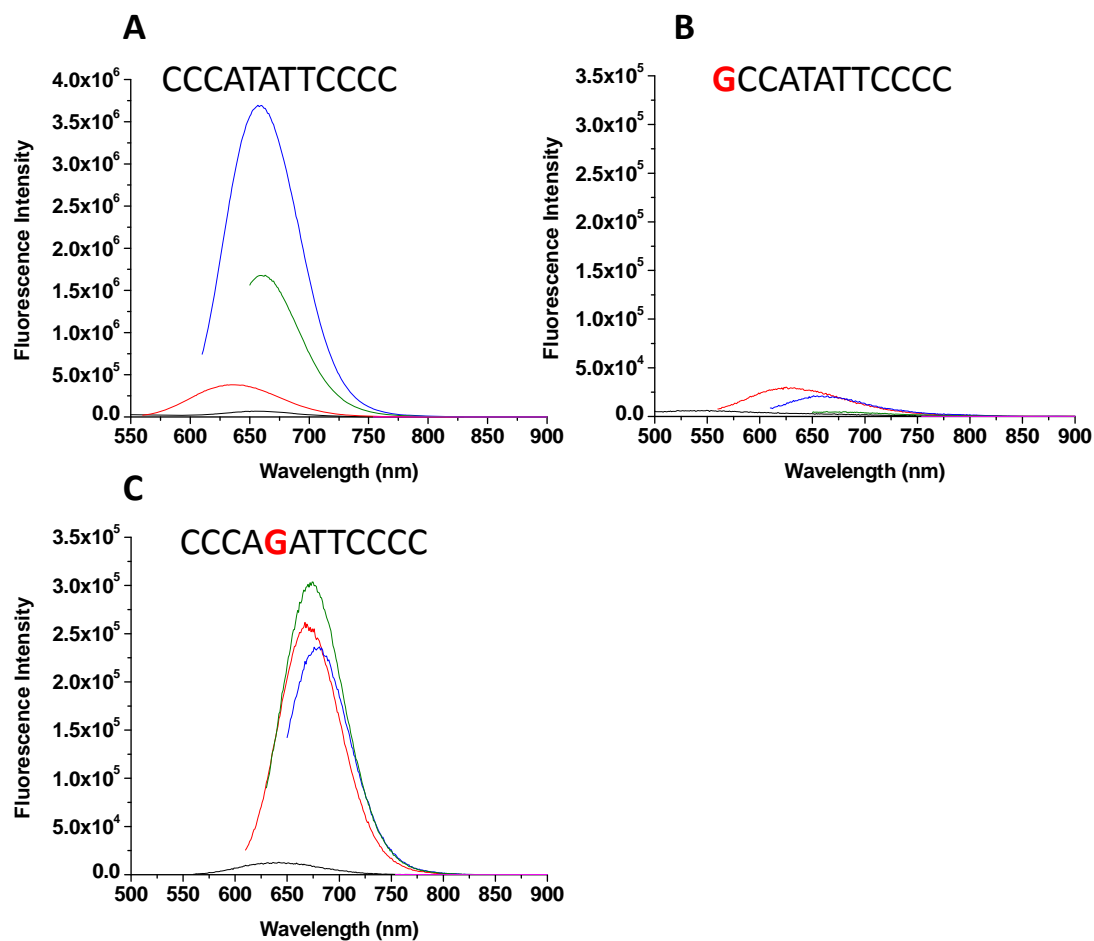 A
CCCATATTCCCC
4.0x10^6
3.5x10^6
3.0x10^6
2.5x10^6
2.0x10^6
1.5x10^6
1.0x10^6
5.0x10^5
0.0
550 600 650 700 750 800 850 900
Fluorescence Intensity
Wavelength (nm)
B
GCCATATTCCCC
3.5x10^5
3.0x10^5
2.5x10^5
2.0x10^5
1.5x10^5
1.0x10^5
5.0x10^4
0.0
500 550 600 650 700 750 800 850 900
Fluorescence Intensity
Wavelength (nm)
C
CCCAGATTCCCC
3.5x10^5
3.0x10^5
2.5x10^5
2.0x10^5
1.5x10^5
1.0x10^5
5.0x10^4
0.0
500 550 600 650 700 750 800 850 900
Fluorescence Intensity
Wavelength (nm)